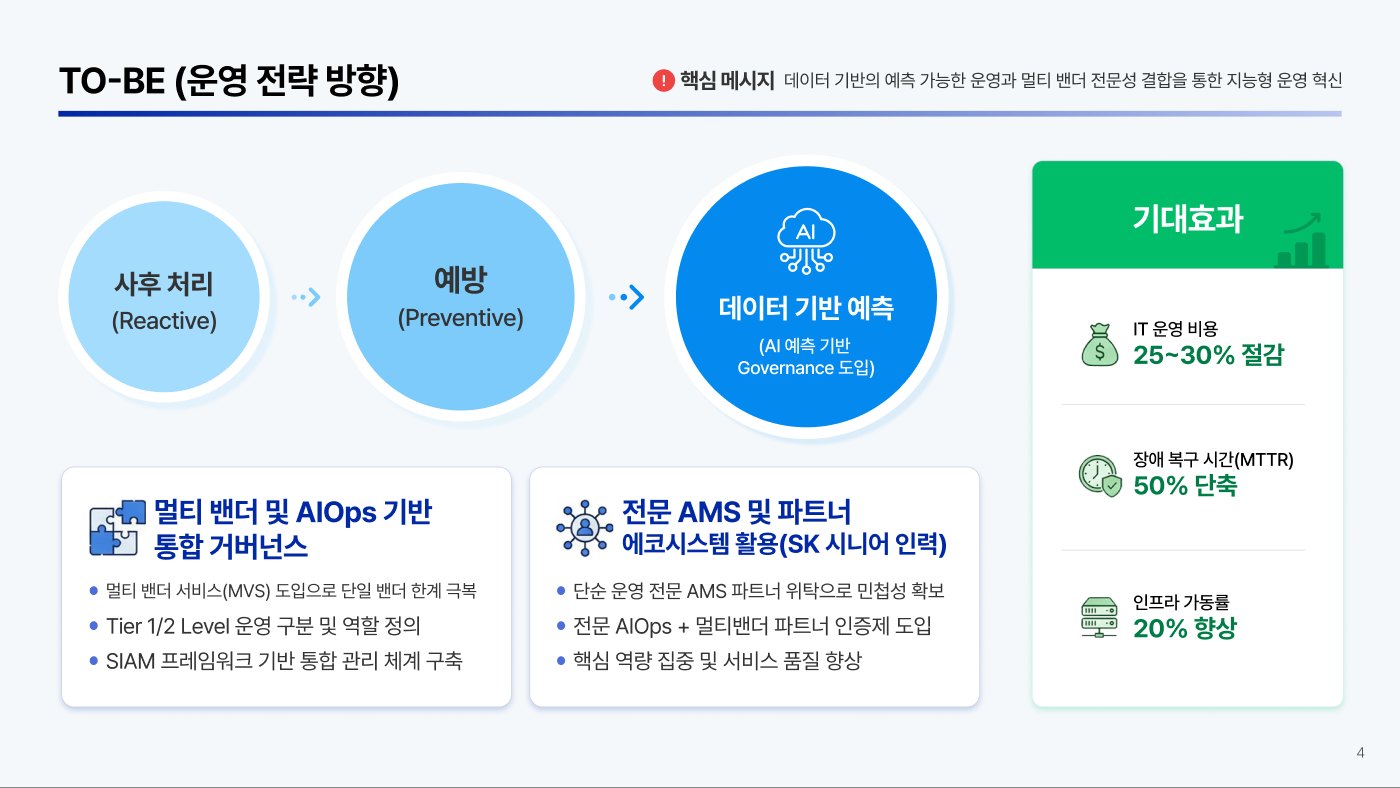 TO-BE (운영 전략 방향)
! 핵심 메시지 데이터 기반의 예측 가능한 운영과 멀티 밴더 전문성 결합을 통한 지능형 운영 혁신
사후 처리
(Reactive)
예방
(Preventive)
AI
데이터 기반 예측
(AI 예측 기반
Governance 도입)
멀티 밴더 및 AIOps 기반
통합 거버넌스
멀티 밴더 서비스(MVS) 도입으로 단일 밴더 한계 극복
Tier 1/2 Level 운영 구분 및 역할 정의
SIAM 프레임워크 기반 통합 관리 체계 구축
전문 AMS 및 파트너
에코시스템 활용(SK 시니어 인력)
단순 운영 전문 AMS 파트너 위탁으로 민첩성 확보
전문 AIOps + 멀티밴더 파트너 인증제 도입
핵심 역량 집중 및 서비스 품질 향상
기대효과
$
IT 운영 비용
25~30% 절감
장애 복구 시간(MTTR)
50% 단축
인프라 가동률
20% 향상
4